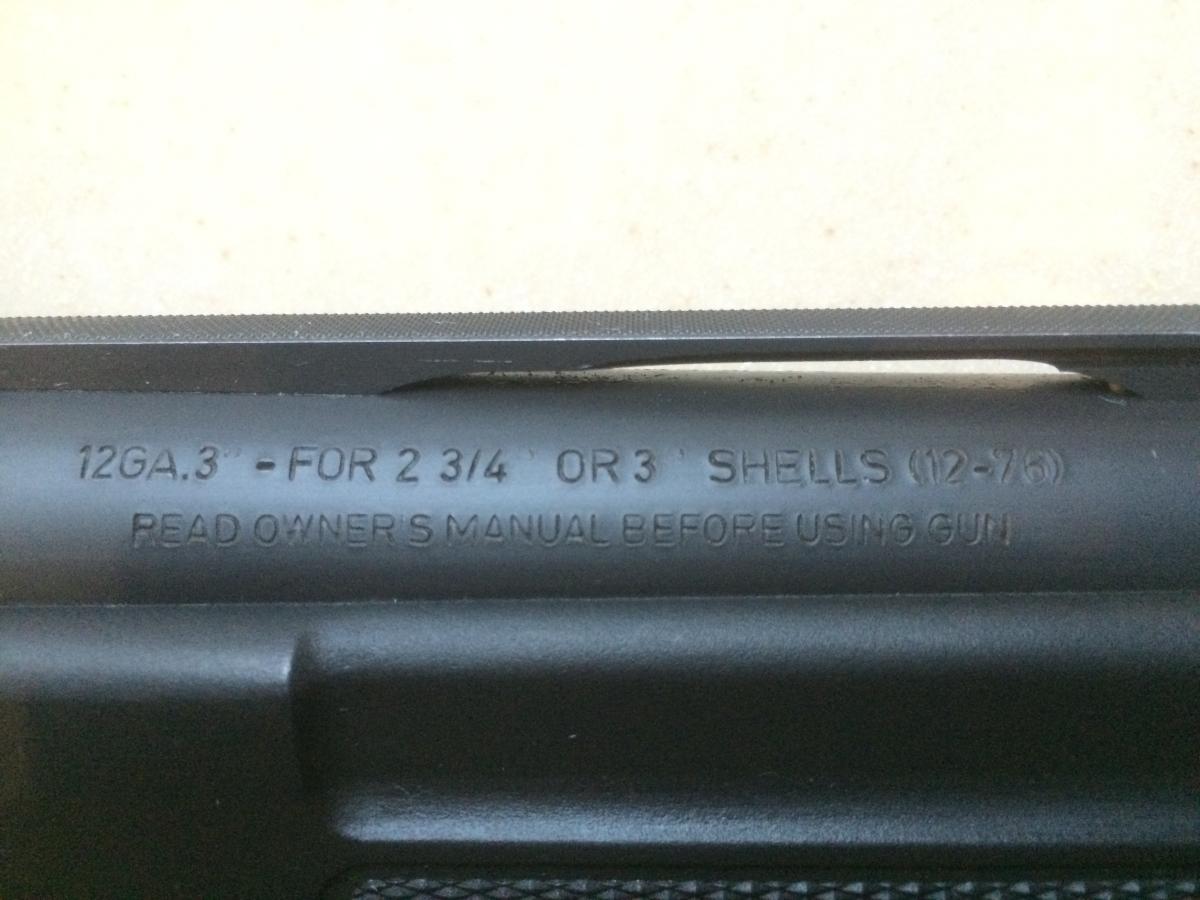 12GA.3" - FOR 2 3/4 ' OR 3 ' SHELLS (12-76)
READ OWNER'S MANUAL BEFORE USING GUN